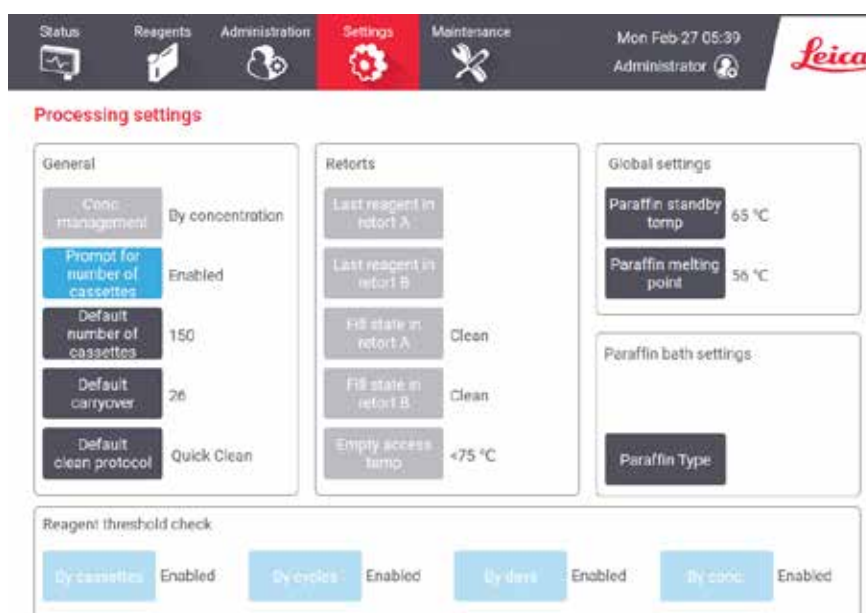 Status Reagents Administration Settings Maintenance
Mon Feb 27 05:39
Administrator
Leica
Processing settings
General
Conc
management
By concentration
Prompt for
number of
cassettes
Enabled
Default
number of
cassettes
150
Default
carryover
26
Default
clean protocol
Quick Clean
Retorts
Last reagent in
retort A
Last reagent in
retort B
Fill state in
retort A
Clean
Fill state in
retort B
Clean
Empty access
temp
<75 °C
Global settings
Paraffin standby
temp
65 °C
Paraffin melting
point
56 °C
Paraffin bath settings
Paraffin Type
Reagent threshold check
By cassettes Enabled By cycles Enabled By days Enabled By conc. Enabled